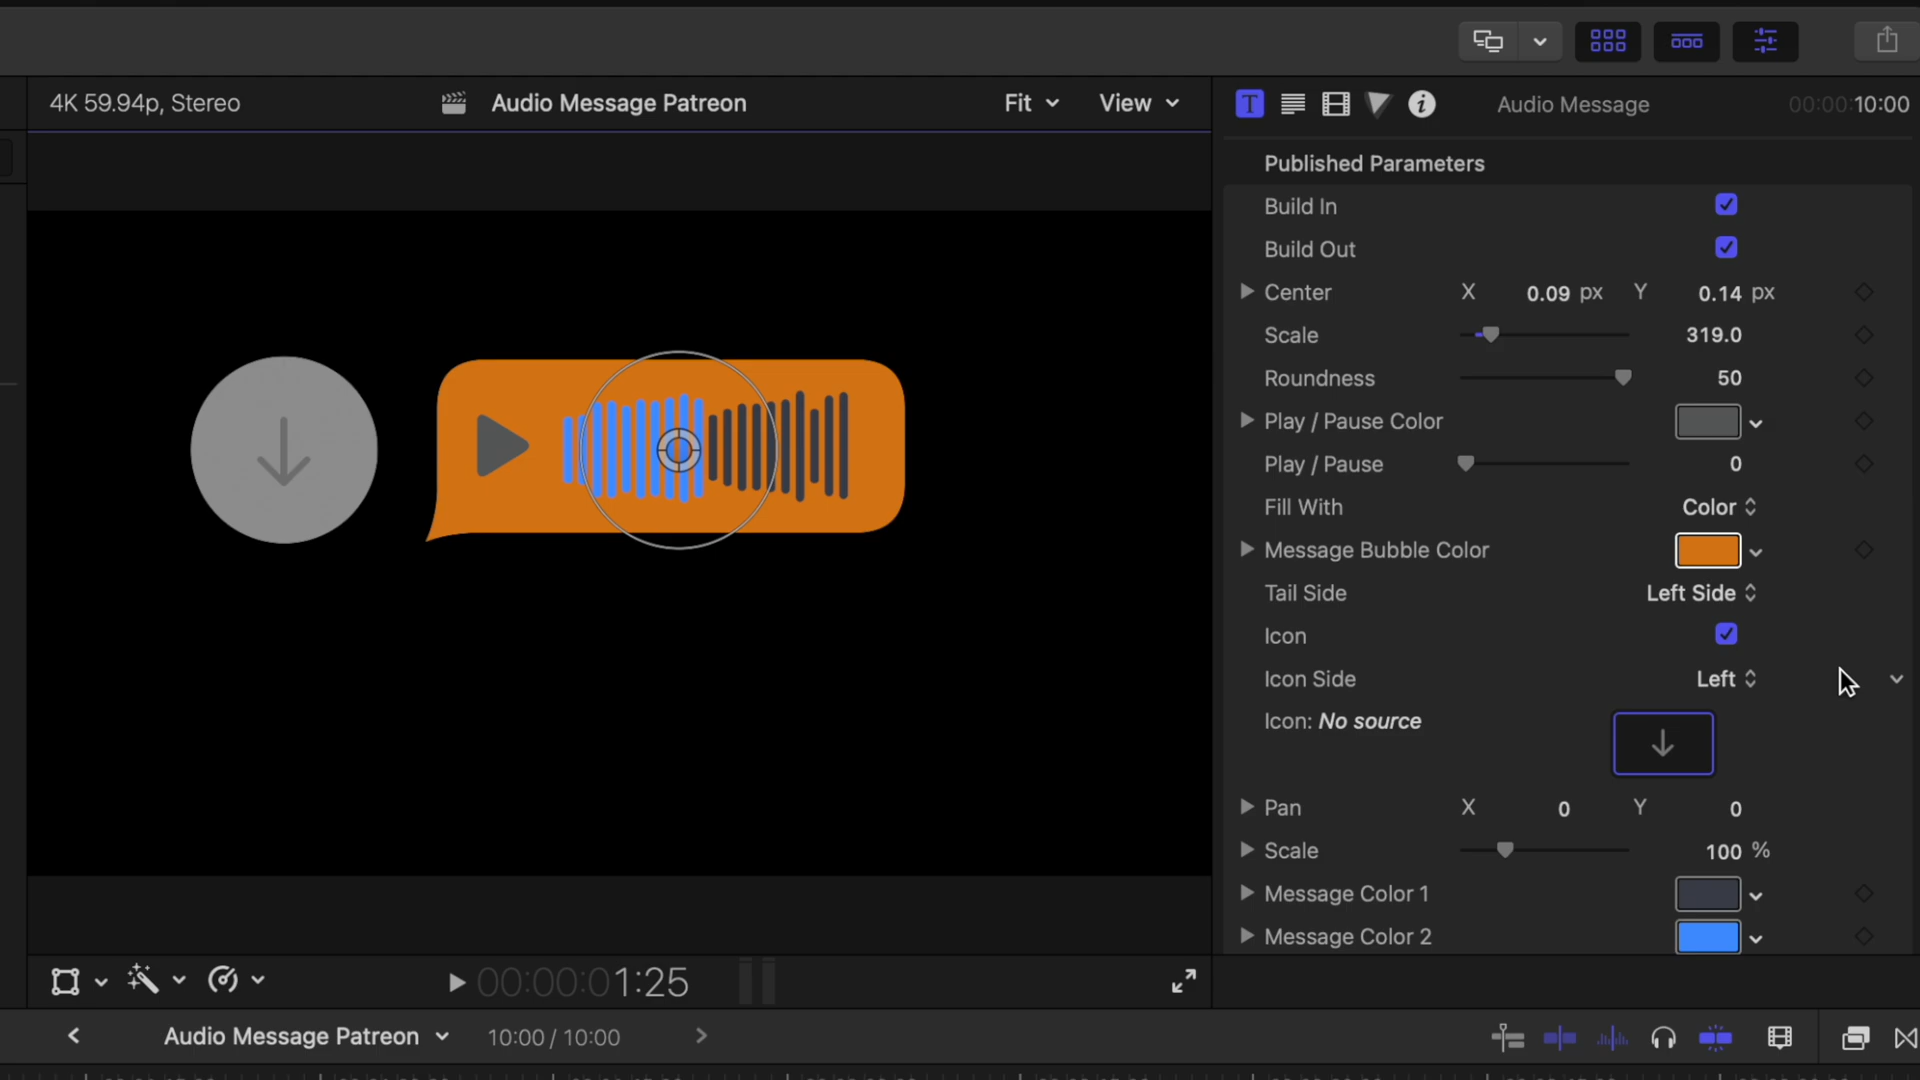 4K 59.94p, Stereo
Audio Message Patreon
Fit
View
T
i
Audio Message
00:00:10:00
Published Parameters
Build In
Build Out
Center X 0.09 px Y 0.14 px
Scale 319.0
Roundness 50
Play / Pause Color
Play / Pause 0
Fill With Color
Message Bubble Color
Tail Side Left Side
Icon
Icon Side Left
Icon: No source
Pan X 0 Y 0
Scale 100 %
Message Color 1
Message Color 2
00:00:01:25
Audio Message Patreon
10:00 / 10:00